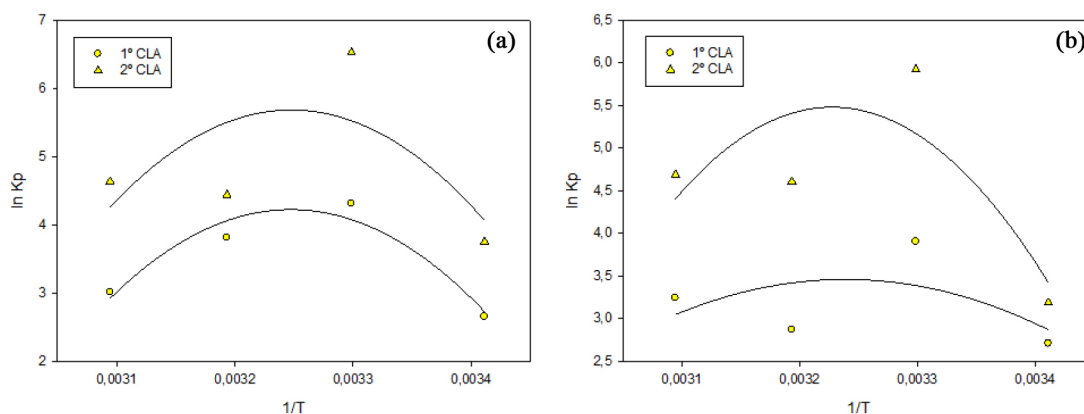 (a)
1º CLA
2º CLA
7
6
5
4
3
2
ln Kp
0,0031 0,0032 0,0033 0,0034
1/T
(b)
1º CLA
2º CLA
6,5
6,0
5,5
5,0
4,5
4,0
3,5
3,0
2,5
ln Kp
0,0031 0,0032 0,0033 0,0034
1/T